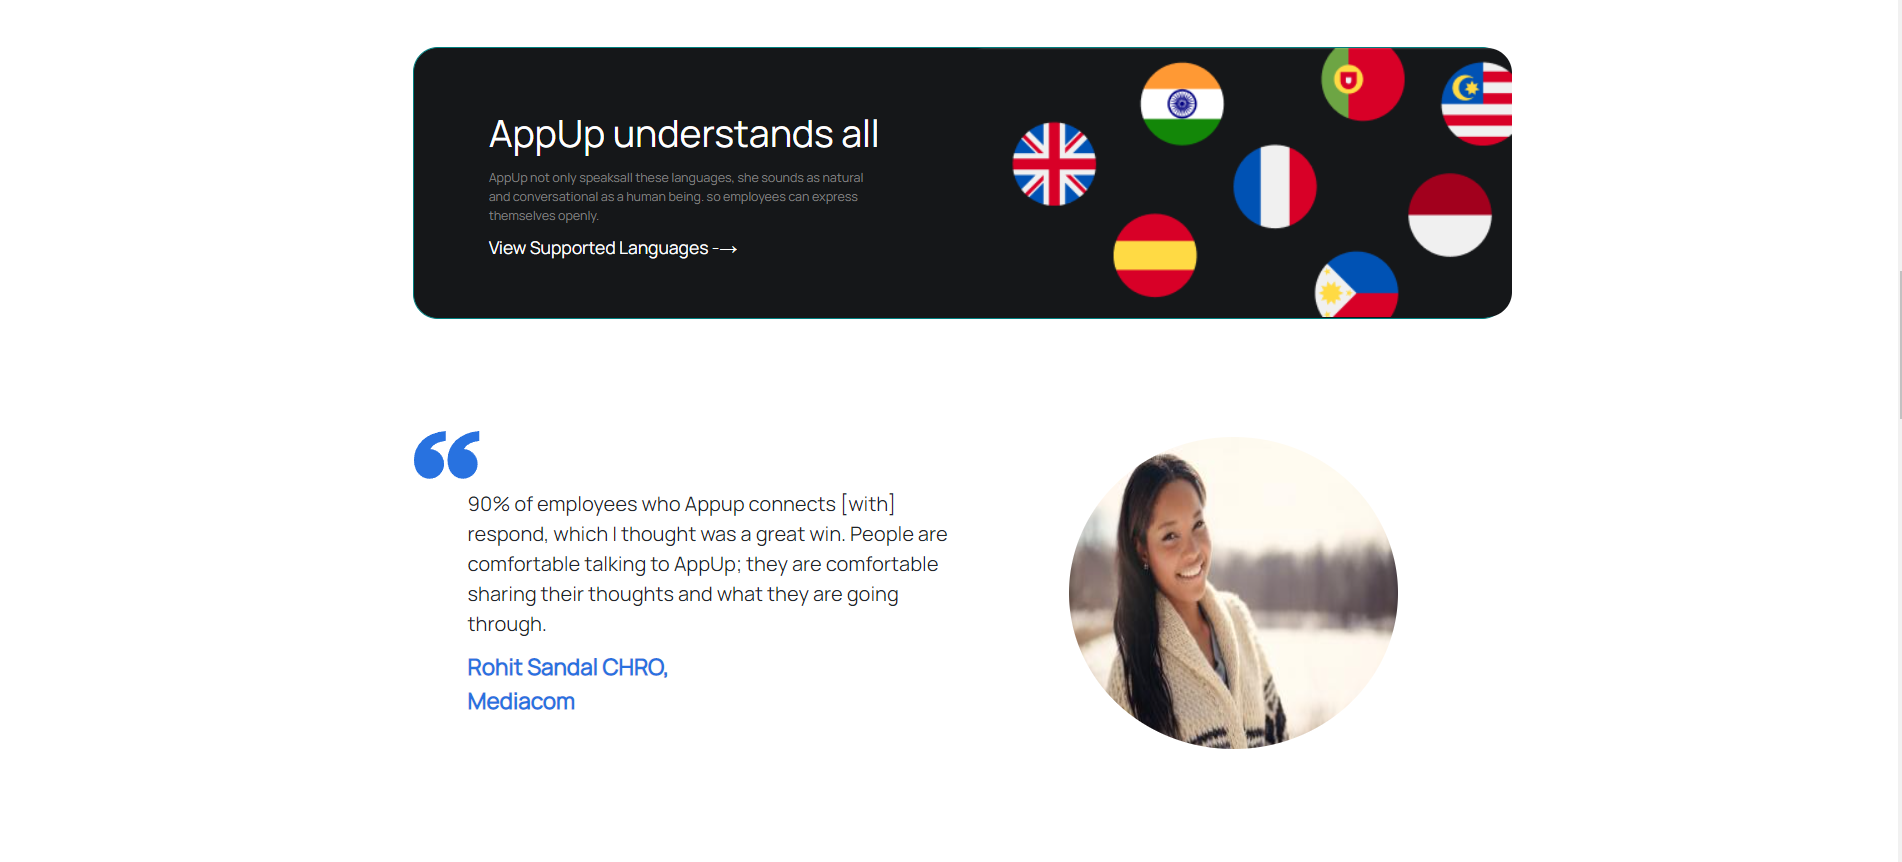 AppUp understands all
AppUp not only speaksall these languages, she sounds as natural
and conversational as a human being. so employees can express
themselves openly.
View Supported Languages -→
“
90% of employees who Appup connects [with]
respond, which I thought was a great win. People are
comfortable talking to AppUp; they are comfortable
sharing their thoughts and what they are going
through.
Rohit Sandal CHRO,
Mediacom